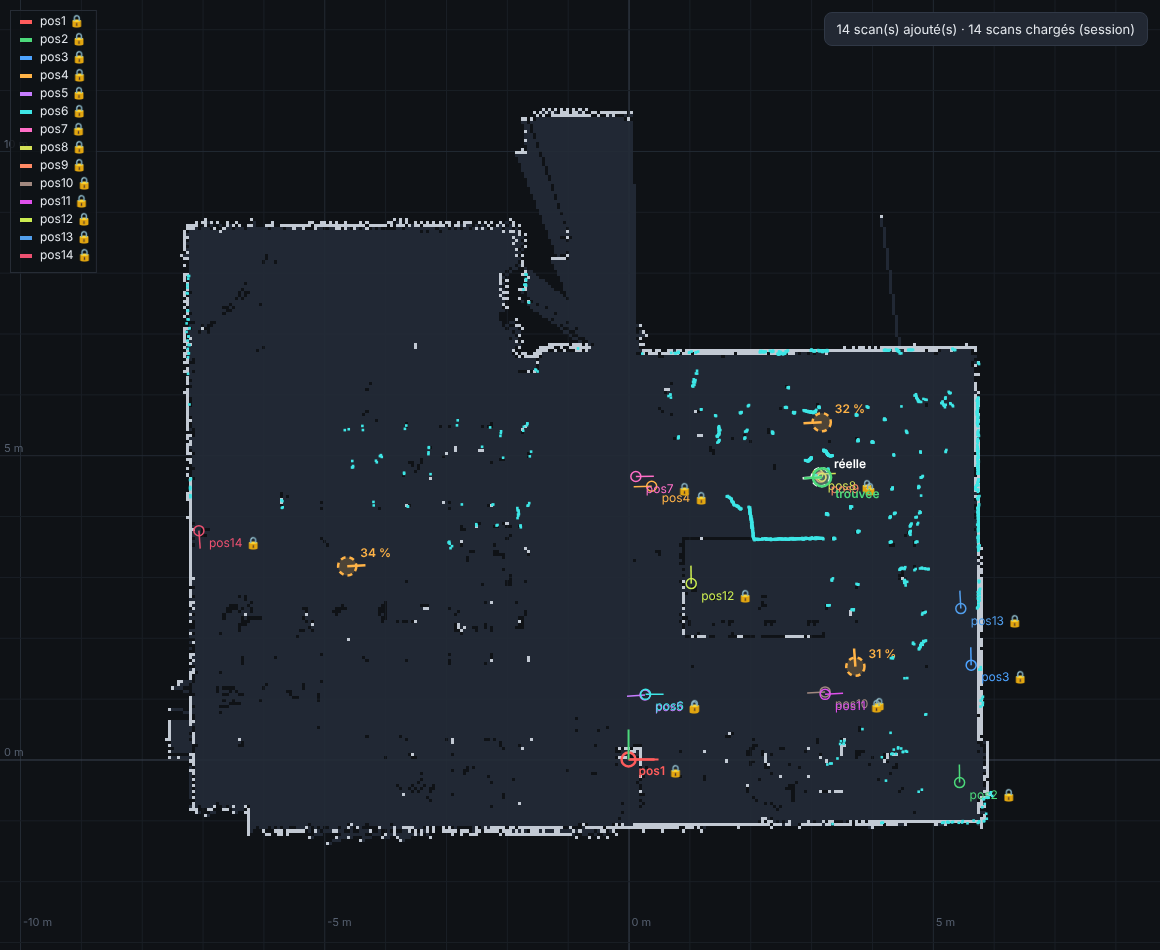 pos1 🔒
pos2 🔒
pos3 🔒
pos4 🔒
pos5 🔒
pos6 🔒
pos7 🔒
pos8 🔒
pos9 🔒
pos10 🔒
pos11 🔒
pos12 🔒
pos13 🔒
pos14 🔒
14 scan(s) ajouté(s) · 14 scans chargés (session)
32 %
5 m
réelle
pos7 🔒
pos8 🔒
trouvée
pos4 🔒
pos14 🔒
34 %
pos12 🔒
pos13 🔒
31 %
pos3 🔒
pos6 🔒
pos10 🔒
0 m
pos1 🔒
pos2 🔒
-10 m
-5 m
0 m
5 m